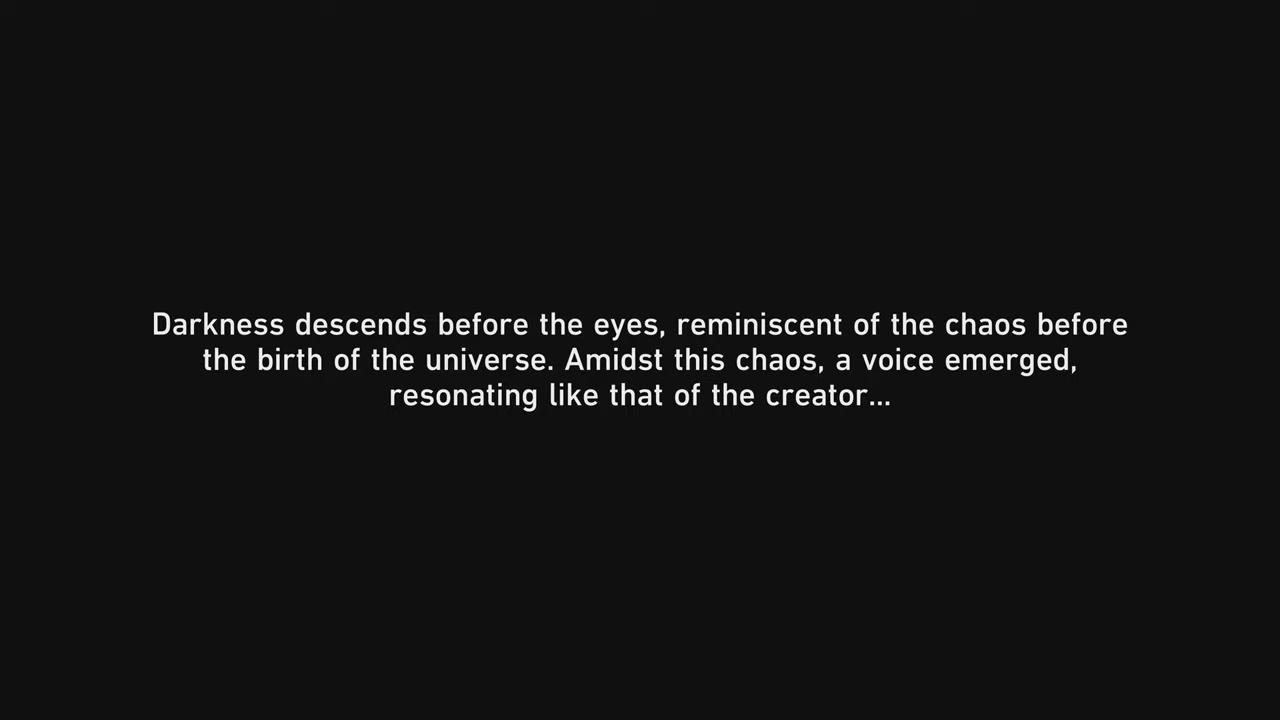 Darkness descends before the eyes, reminiscent of the chaos before
the birth of the universe. Amidst this chaos, a voice emerged,
resonating like that of the creator...